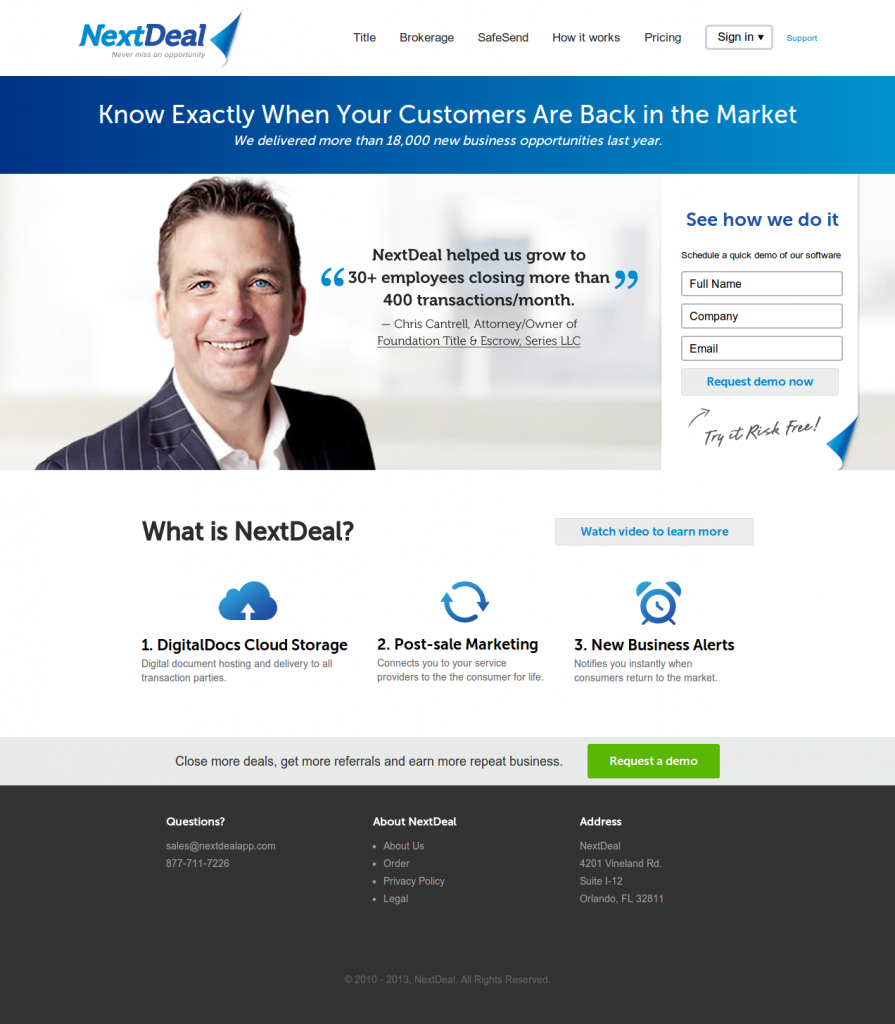 NextDeal
Never miss an opportunity
Title
Brokerage
SafeSend
How it works
Pricing
Sign in ▾
Support
Know Exactly When Your Customers Are Back in the Market
We delivered more than 18,000 new business opportunities last year.
“ NextDeal helped us grow to
30+ employees closing more than
400 transactions/month. ”
— Chris Cantrell, Attorney/Owner of
Foundation Title & Escrow, Series LLC
See how we do it
Schedule a quick demo of our software
Full Name
Company
Email
Request demo now
Try it Risk Free!
What is NextDeal?
Watch video to learn more
1. DigitalDocs Cloud Storage
Digital document hosting and delivery to all
transaction parties.
2. Post-sale Marketing
Connects you to your service
providers to the the consumer for life.
3. New Business Alerts
Notifies you instantly when
consumers return to the market.
Close more deals, get more referrals and earn more repeat business.
Request a demo
Questions?
sales@nextdealapp.com
877-711-7226
About NextDeal
• About Us
• Order
• Privacy Policy
• Legal
Address
NextDeal
4201 Vineland Rd.
Suite I-12
Orlando, FL 32811
© 2010 - 2013, NextDeal. All Rights Reserved.